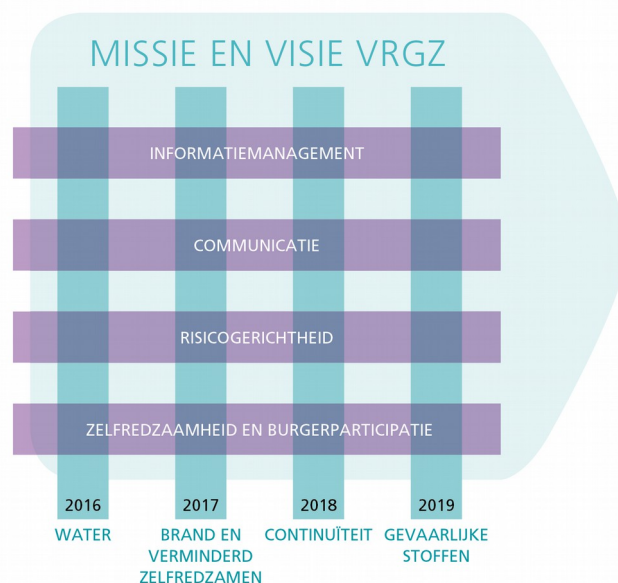 MISSIE EN VISIE VRGZ
INFORMATIEMANAGEMENT
COMMUNICATIE
RISICOGERICHTHEID
ZELFREDZAAMHEID EN BURGERPARTICIPATIE
2016
WATER
2017
BRAND EN
VERMINDERD
ZELFREDZAMEN
2018
CONTINUÏTEIT
2019
GEVAARLIJKE
STOFFEN